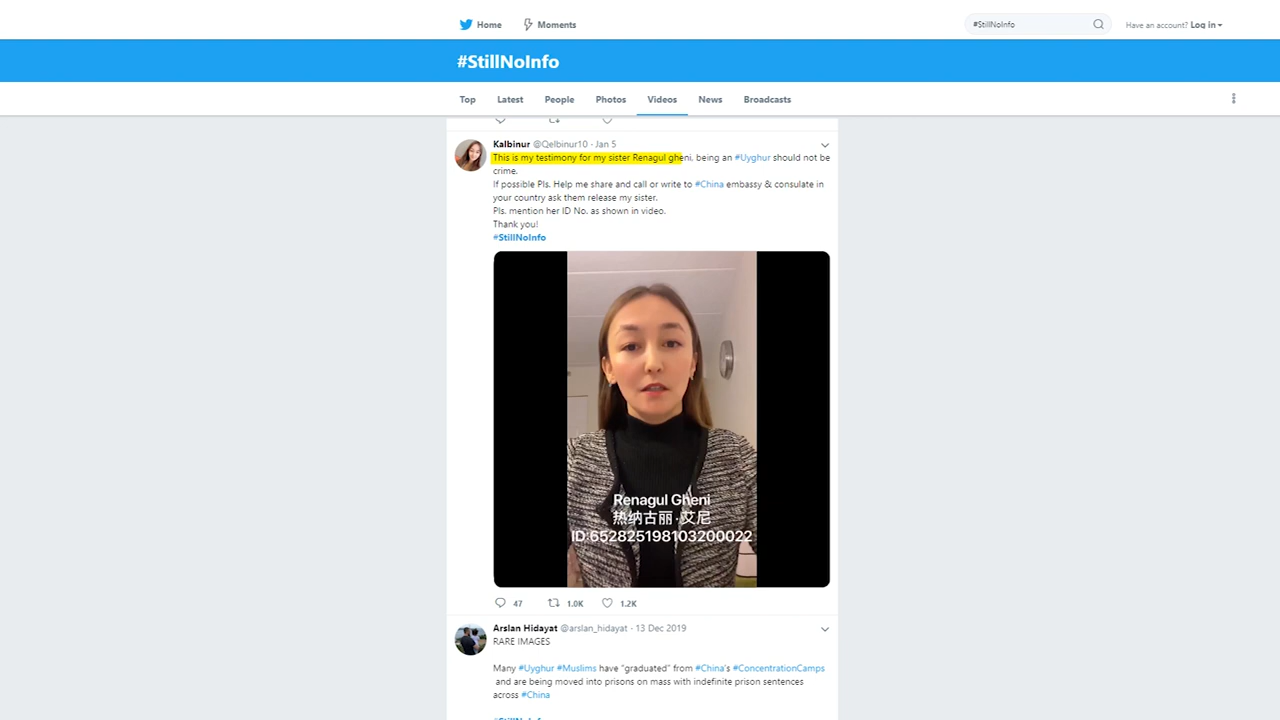 Home
Moments
#StillNoInfo
Have an account? Log in
#StillNoInfo
Top
Latest
People
Photos
Videos
News
Broadcasts
Kalbinur @Qelbinur10 · Jan 5
This is my testimony for my sister Renagul gheni, being an #Uyghur should not be
crime.
If possible Pls. Help me share and call or write to #China embassy & consulate in
your country ask them release my sister.
Pls. mention her ID No, as shown in video.
Thank you!
#StillNoInfo
Renagul Gheni
热纳古丽·艾尼
ID:652825198103200022
47
1.0K
1.2K
Arslan Hidayat @arslan_hidayat · 13 Dec 2019
RARE IMAGES
Many #Uyghur #Muslims have "graduated" from #China's #ConcentrationCamps
and are being moved into prisons on mass with indefinite prison sentences
across #China